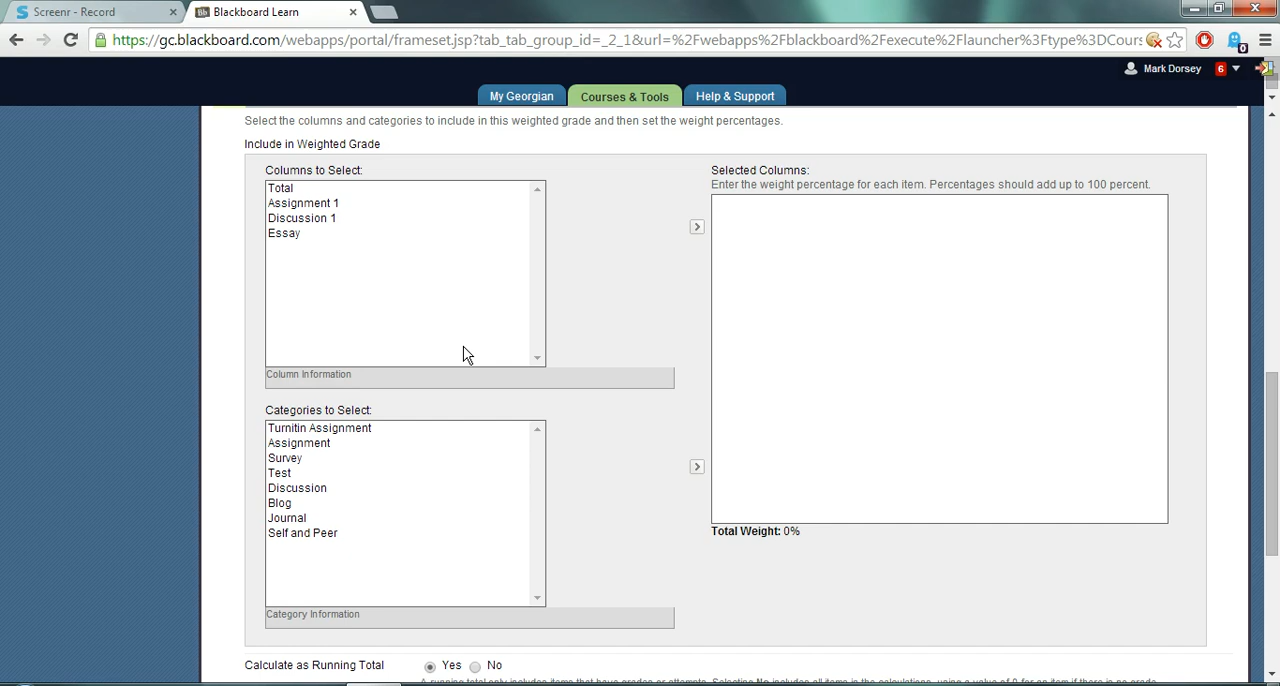 Screenr - Record
Blackboard Learn
https://gc.blackboard.com/webapps/portal/frameset.jsp?tab_tab_group_id=_2_1&url=%2Fwebapps%2Fblackboard%2Fexecute%2Flauncher%3Ftype%3DCours
Mark Dorsey 6
My Georgian Courses & Tools Help & Support
Select the columns and categories to include in this weighted grade and then set the weight percentages.
Include in Weighted Grade
Columns to Select:
Total
Assignment 1
Discussion 1
Essay
Column Information
Selected Columns:
Enter the weight percentage for each item. Percentages should add up to 100 percent.
Categories to Select:
Turnitin Assignment
Assignment
Survey
Test
Discussion
Blog
Journal
Self and Peer
Category Information
Total Weight: 0%
Calculate as Running Total Yes No
A running total only includes items that have grades or attempts. Selecting No includes all items in the calculations, using a value of 0 for an item if there is no grade.